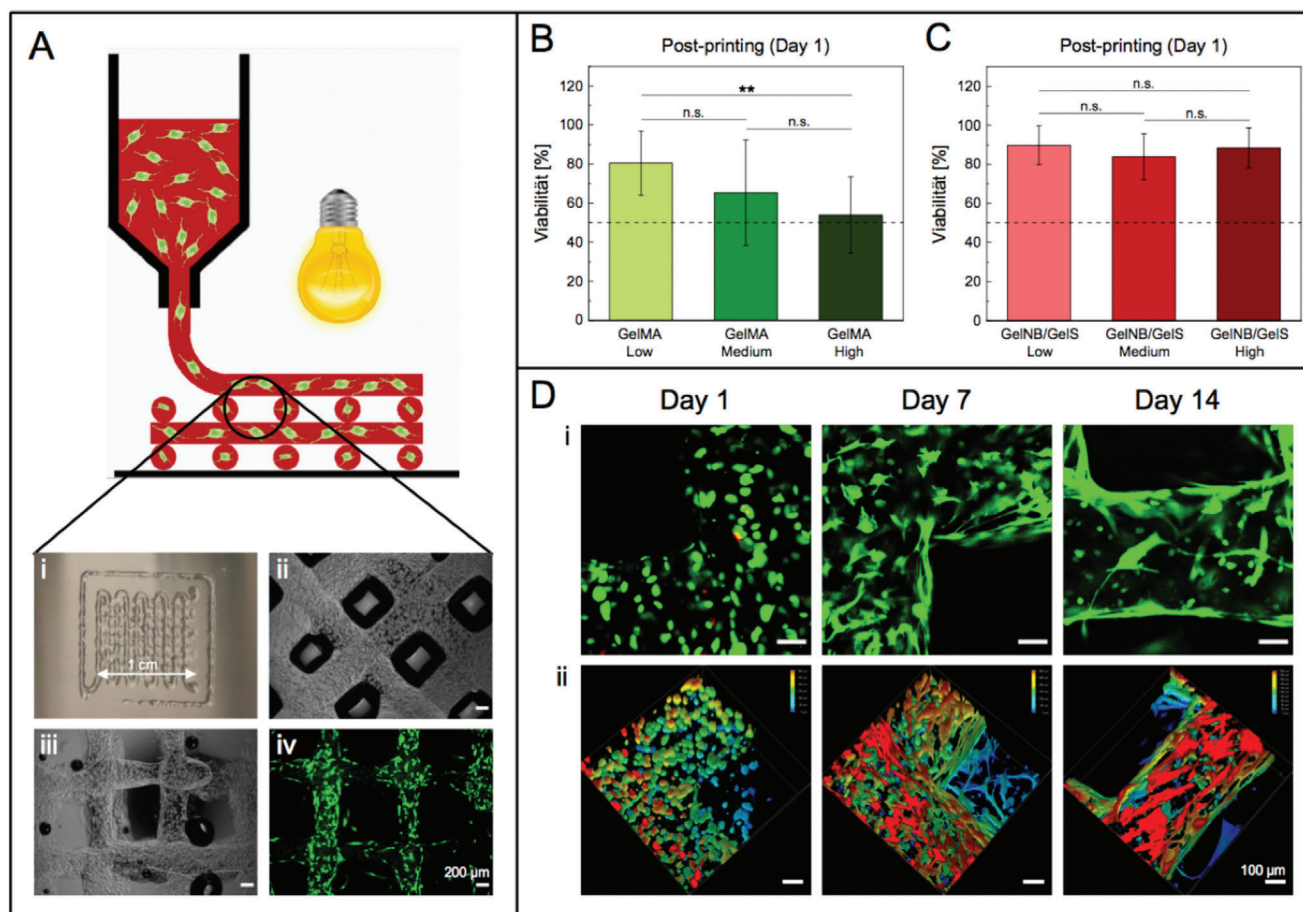 A
i
1 cm
ii
iii
iv
200 µm
B
Post-printing (Day 1)
Viabilität [%]
120
100
80
60
40
20
0
**
n.s.
n.s.
GelMA
Low
GelMA
Medium
GelMA
High
C
Post-printing (Day 1)
Viabilität [%]
120
100
80
60
40
20
0
n.s.
n.s.
n.s.
GelNB/GelS
Low
GelNB/GelS
Medium
GelNB/GelS
High
D
Day 1
Day 7
Day 14
i
ii
100 µm